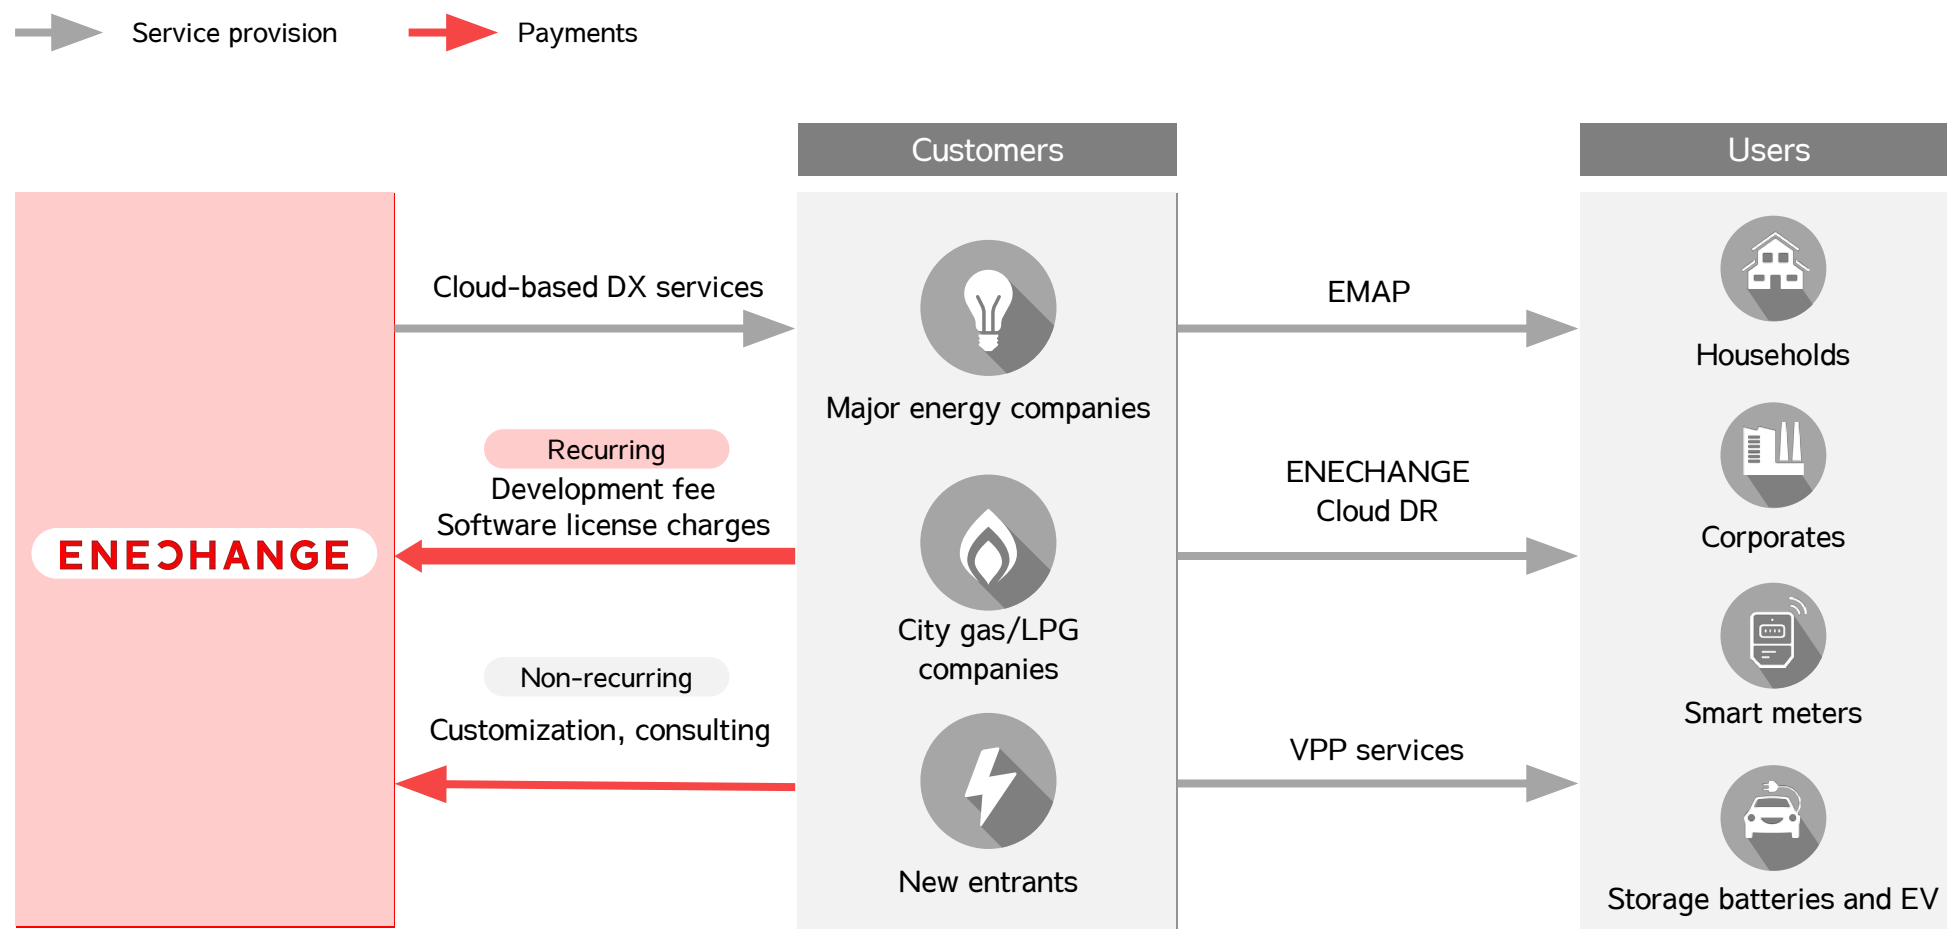 Service provision
Payments
Customers
Users
Cloud-based DX services
Recurring
Development fee
Software license charges
ENECHANGE
Non-recurring
Customization, consulting
Major energy companies
City gas/LPG
companies
New entrants
EMAP
ENECHANGE
Cloud DR
VPP services
Households
Corporates
Smart meters
Storage batteries and EV